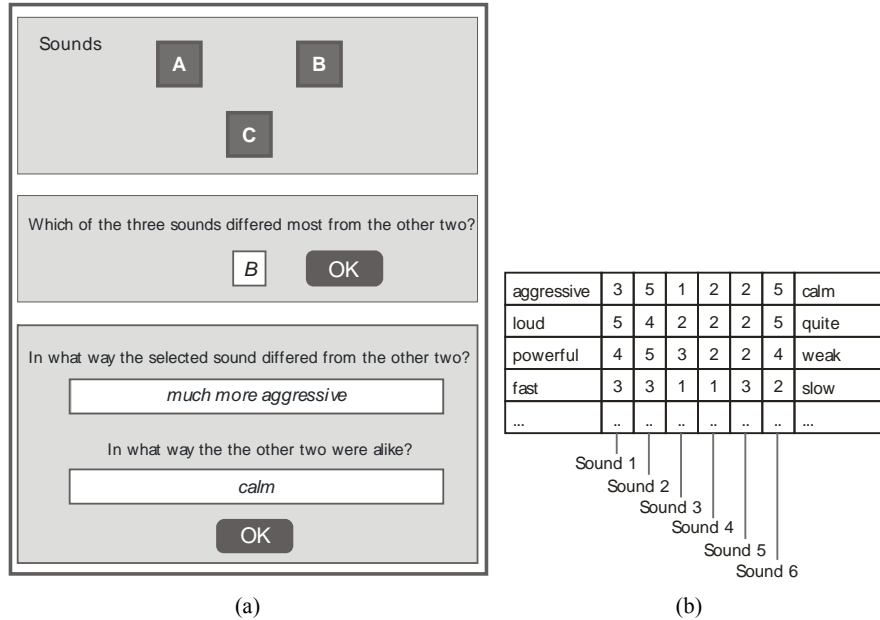 Sounds
A
B
C
Which of the three sounds differed most from the other two?
B
OK
In what way the selected sound differed from the other two?
much more aggressive
In what way the the other two were alike?
calm
OK
(a)
aggressive 3 5 1 2 2 5 calm
loud 5 4 2 2 2 5 quite
powerful 4 5 3 2 2 4 weak
fast 3 3 1 1 3 2 slow
... .. .. .. .. .. .. ...
Sound 1
Sound 2
Sound 3
Sound 4
Sound 5
Sound 6
(b)